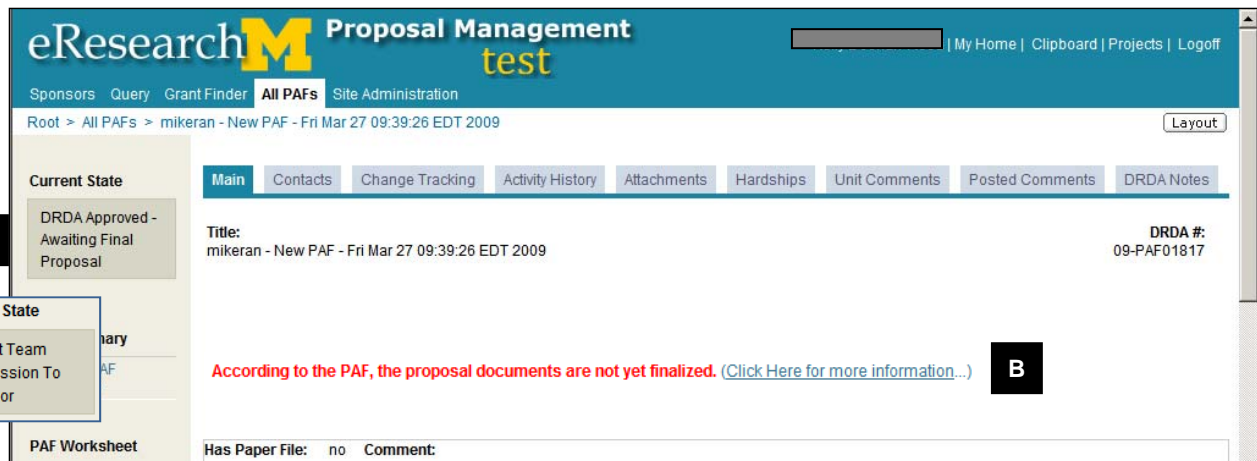 eResearch M Proposal Management
test
| My Home | Clipboard | Projects | Logoff
Sponsors Query Grant Finder All PAFs Site Administration
Root > All PAFs > mikeran - New PAF - Fri Mar 27 09:39:26 EDT 2009
Layout
Current State
Main Contacts Change Tracking Activity History Attachments Hardships Unit Comments Posted Comments DRDA Notes
DRDA Approved -
Awaiting Final
Proposal
Title:
mikeran - New PAF - Fri Mar 27 09:39:26 EDT 2009
DRDA #:
09-PAF01817
State
Team
To
According to the PAF, the proposal documents are not yet finalized. (Click Here for more information...)
B
PAF Worksheet
Has Paper File: no Comment: